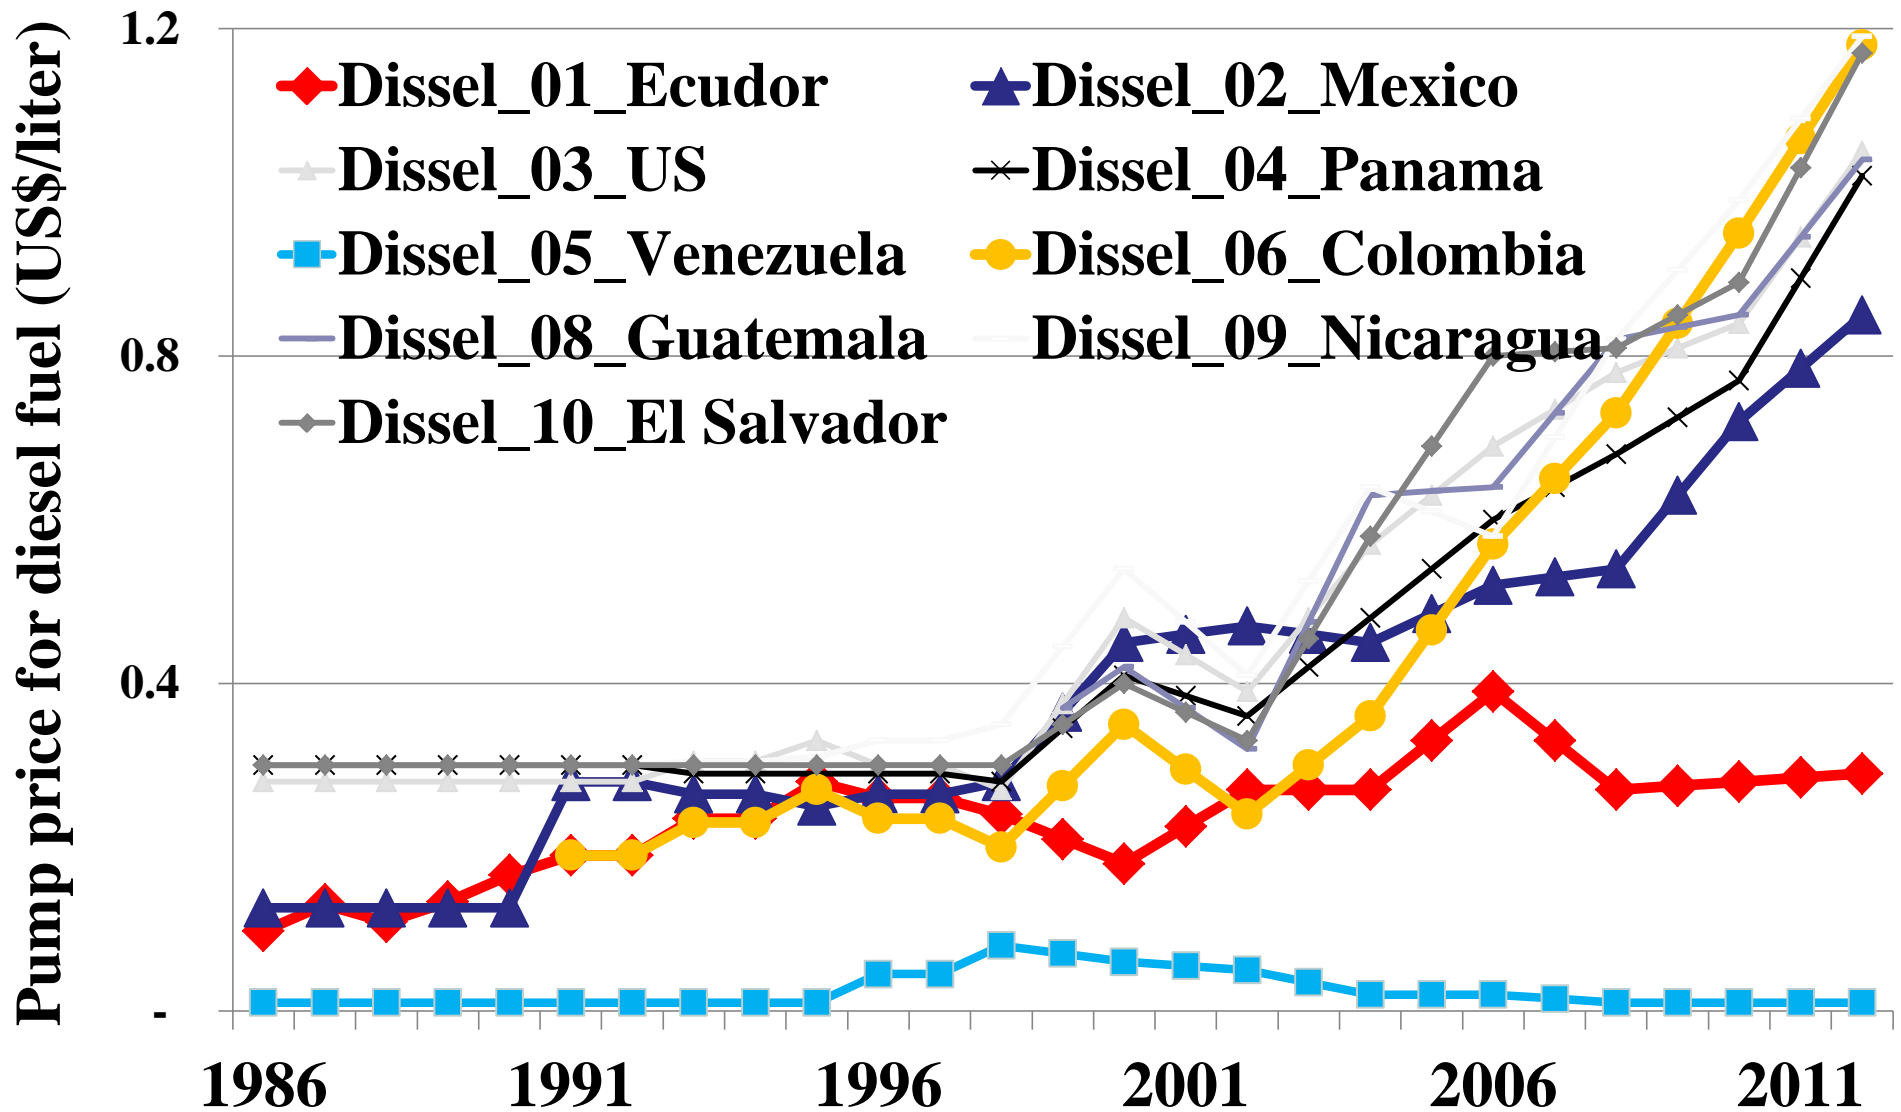 Pump price for diesel fuel (US$/liter)
1.2
0.8
0.4
-
Dissel_01_Ecudor
Dissel_02_Mexico
Dissel_03_US
Dissel_04_Panama
Dissel_05_Venezuela
Dissel_06_Colombia
Dissel_08_Guatemala
Dissel_09_Nicaragua
Dissel_10_El Salvador
1986 1991 1996 2001 2006 2011